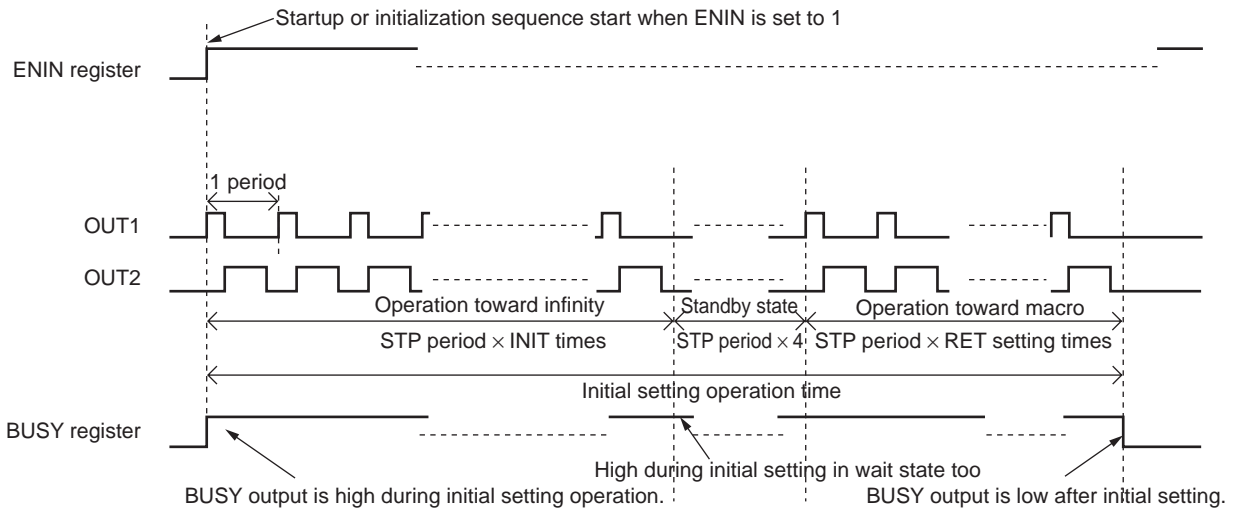 Startup or initialization sequence start when ENIN is set to 1
ENIN register
1 period
OUT1
OUT2
Operation toward infinity
Standby state
Operation toward macro
STP period × INIT times
STP period × 4
STP period × RET setting times
Initial setting operation time
BUSY register
High during initial setting in wait state too
BUSY output is high during initial setting operation.
BUSY output is low after initial setting.